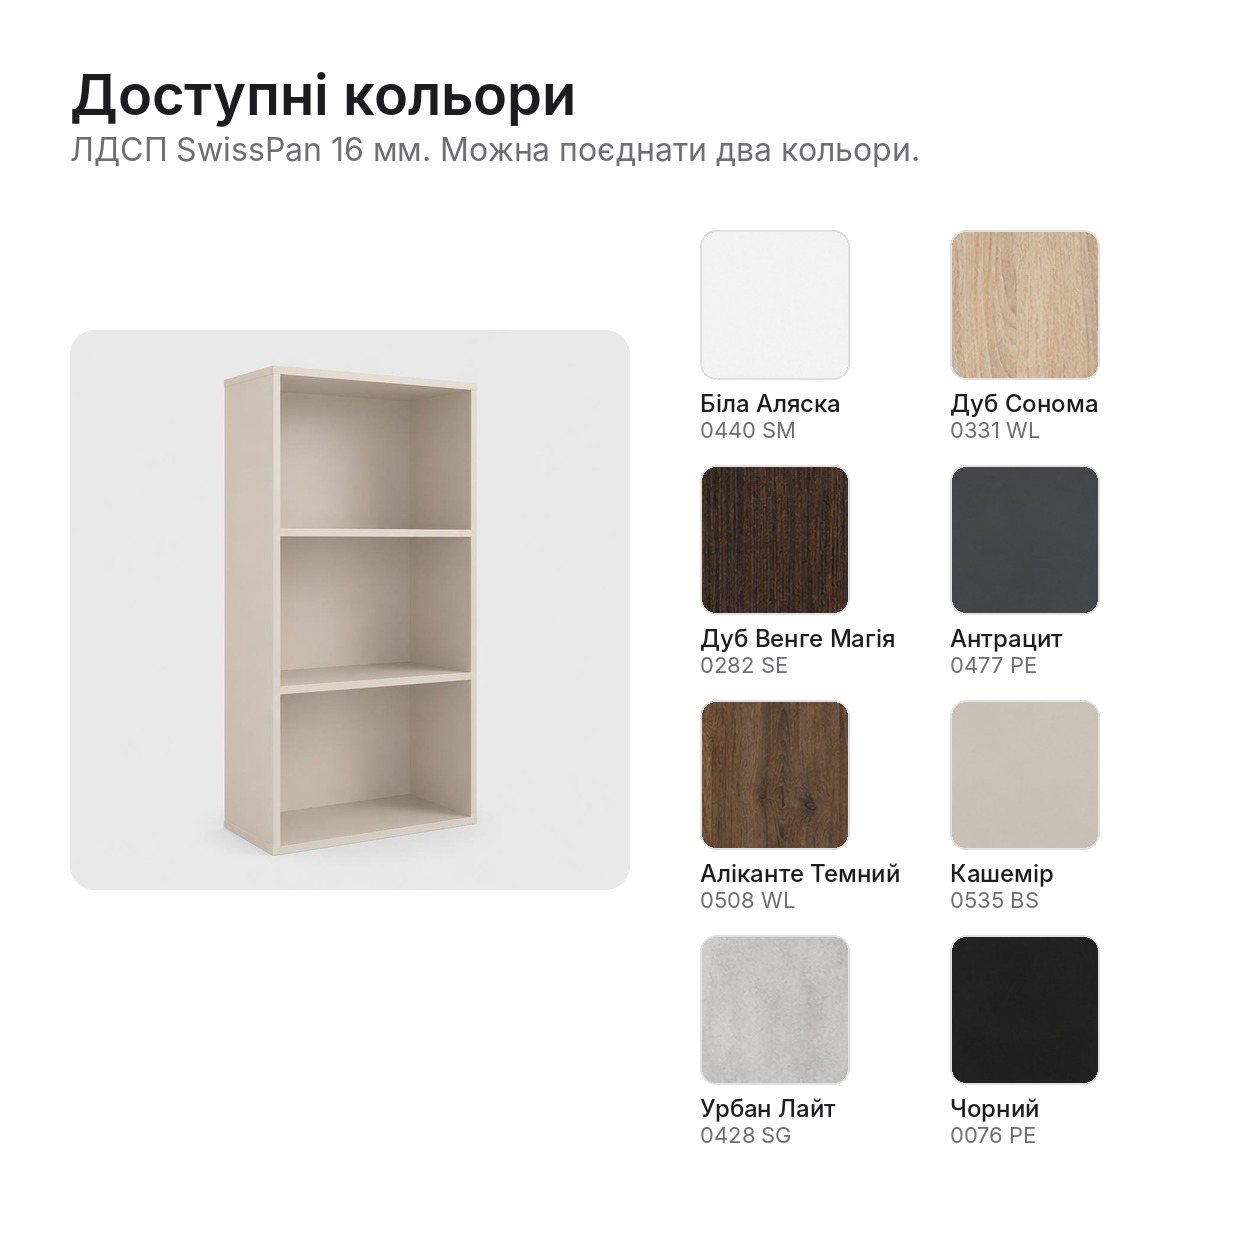 Доступні кольори
ЛДСП SwissPan 16 мм. Можна поєднати два кольори.
Біла Аляска
0440 SM
Дуб Сонома
0331 WL
Дуб Венге Магія
0282 SE
Антрацит
0477 PE
Аліканте Темний
0508 WL
Кашемір
0535 BS
Урбан Лайт
0428 SG
Чорний
0076 PE